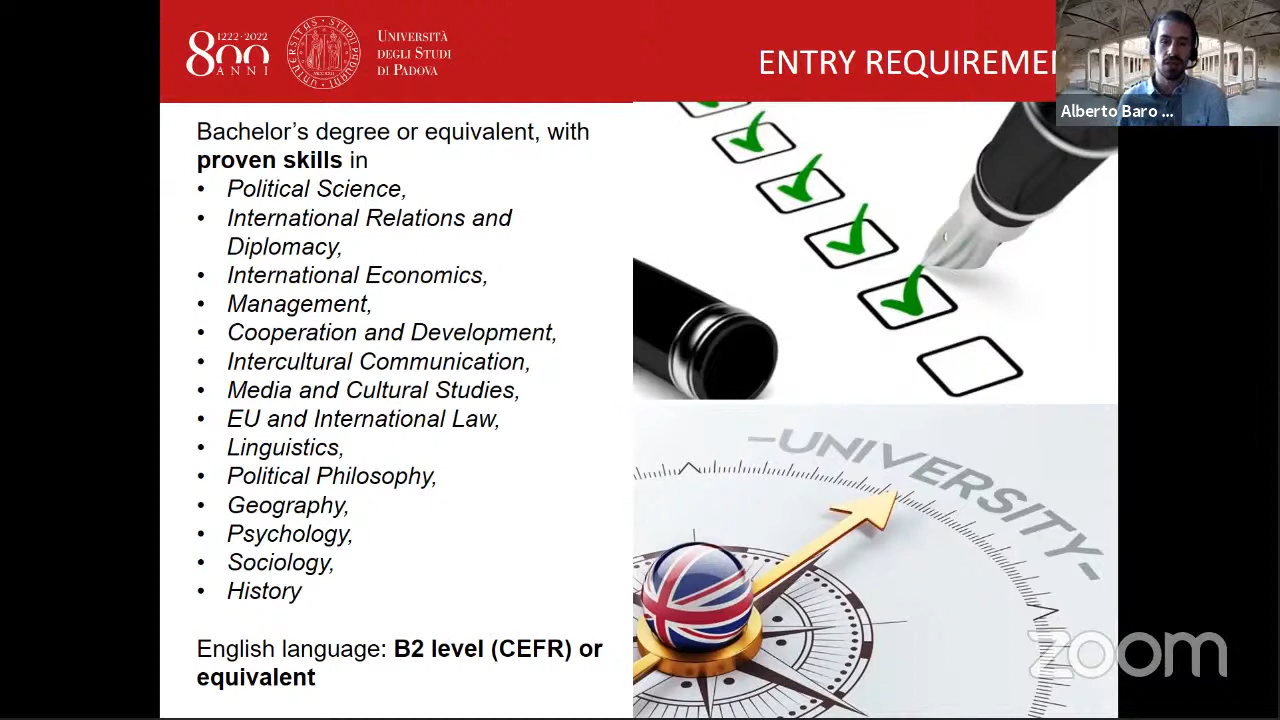 1222·2022
800
ANNI
UNIVERSITÀ
DEGLI STUDI
DI PADOVA
ENTRY REQUIREME
Alberto Baro ...
Bachelor’s degree or equivalent, with
proven skills in
• Political Science,
• International Relations and
Diplomacy,
• International Economics,
• Management,
• Cooperation and Development,
• Intercultural Communication,
• Media and Cultural Studies,
• EU and International Law,
• Linguistics,
• Political Philosophy,
• Geography,
• Psychology,
• Sociology,
• History
English language: B2 level (CEFR) or
equivalent
–UNIVERSITY–
zoom